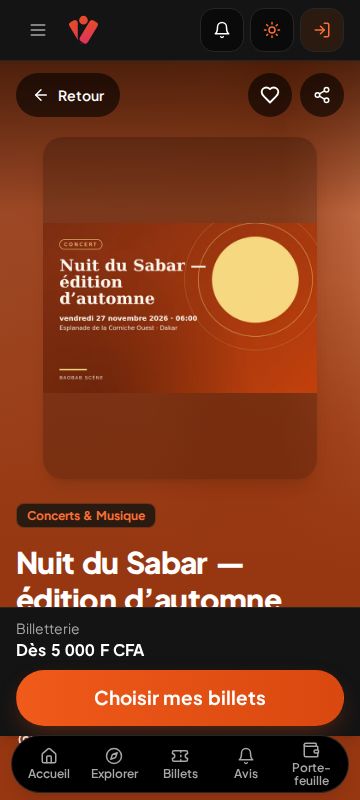 Retour
CONCERT
Nuit du Sabar —
édition
d’automne
vendredi 27 novembre 2026 · 06:00
Esplanade de la Corniche Ouest · Dakar
BAOBAB SCÈNE
Concerts & Musique
Nuit du Sabar —
édition d’automne
Billetterie
Dès 5 000 F CFA
Choisir mes billets
Accueil
Explorer
Billets
Avis
Porte-
feuille